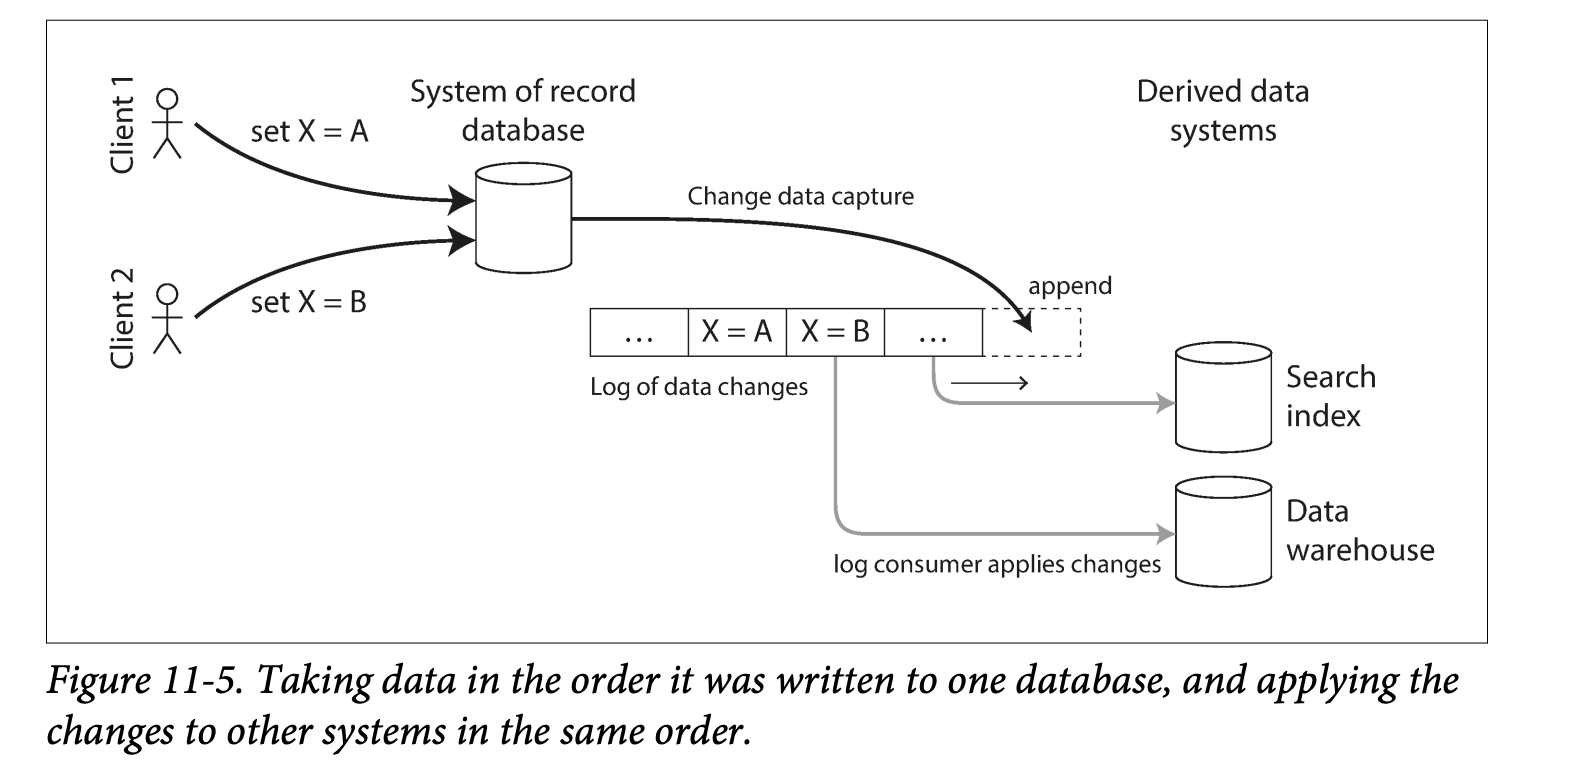 Client 1
set X = A
System of record
database
Derived data
systems
Change data capture
Client 2
set X = B
append
… X = A X = B …
Log of data changes
Search
index
Data
warehouse
log consumer applies changes
Figure 11-5. Taking data in the order it was written to one database, and applying the
changes to other systems in the same order.